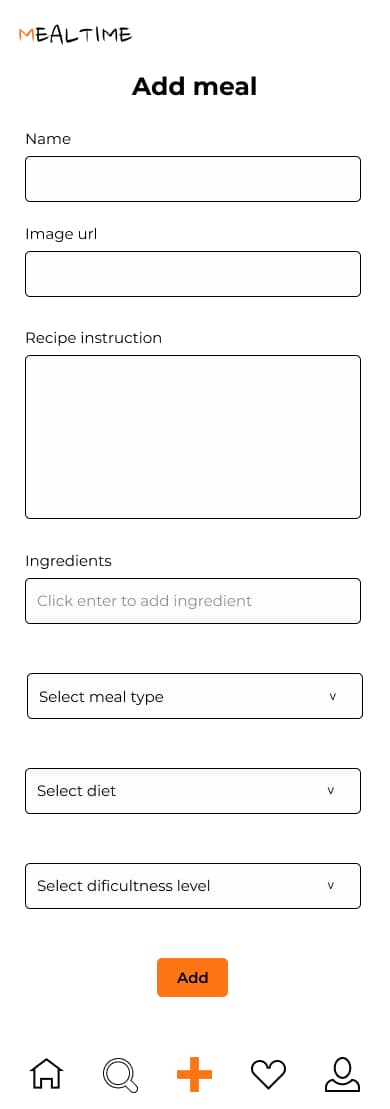 MEALTIME
Add meal
Name
Image url
Recipe instruction
Ingredients
Click enter to add ingredient
Select meal type v
Select diet v
Select dificultness level v
Add